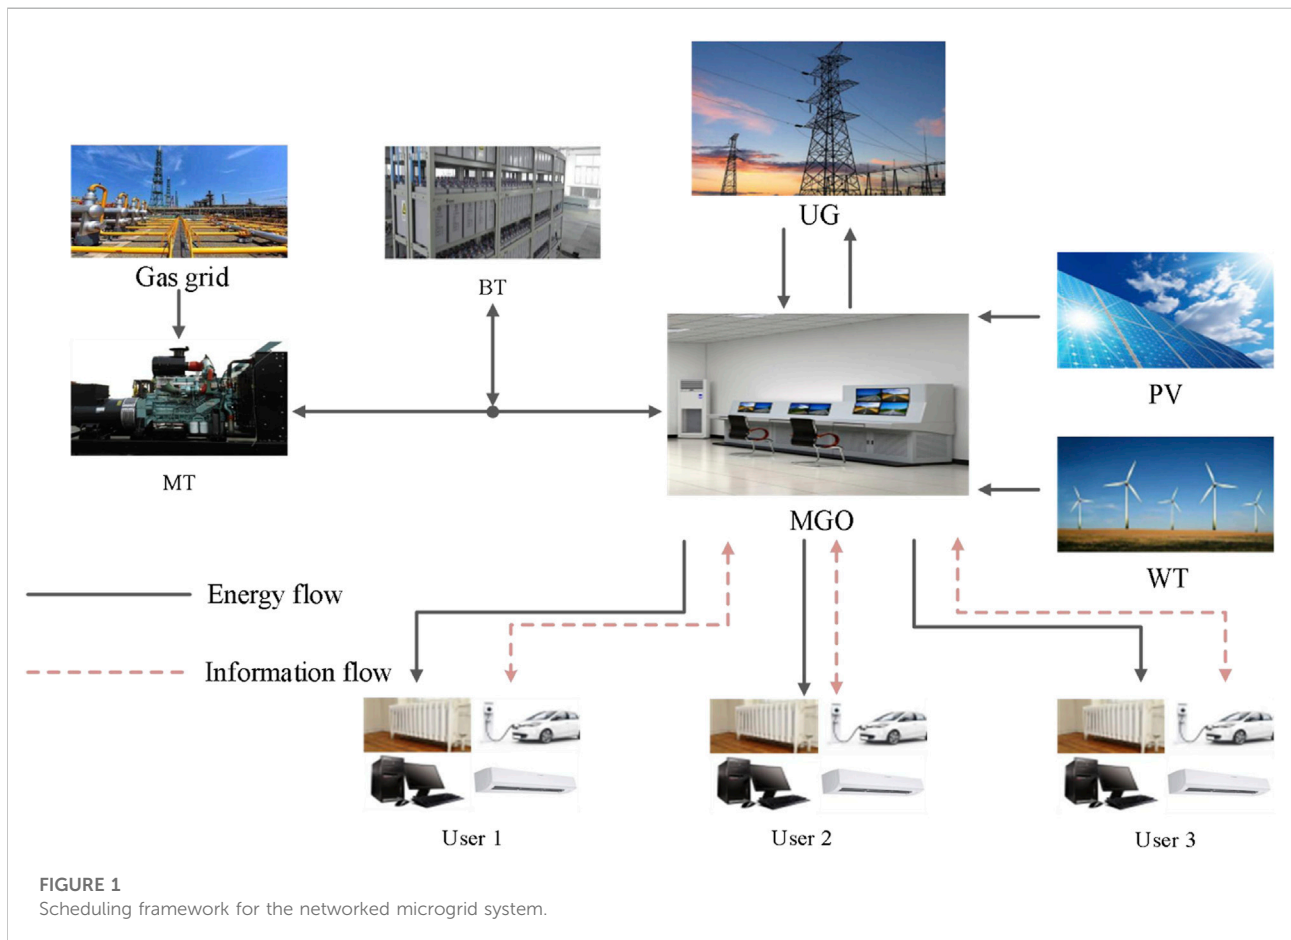 UG
Gas grid
BT
PV
MT
MGO
WT
Energy flow
Information flow
User 1
User 2
User 3
FIGURE 1
Scheduling framework for the networked microgrid system.